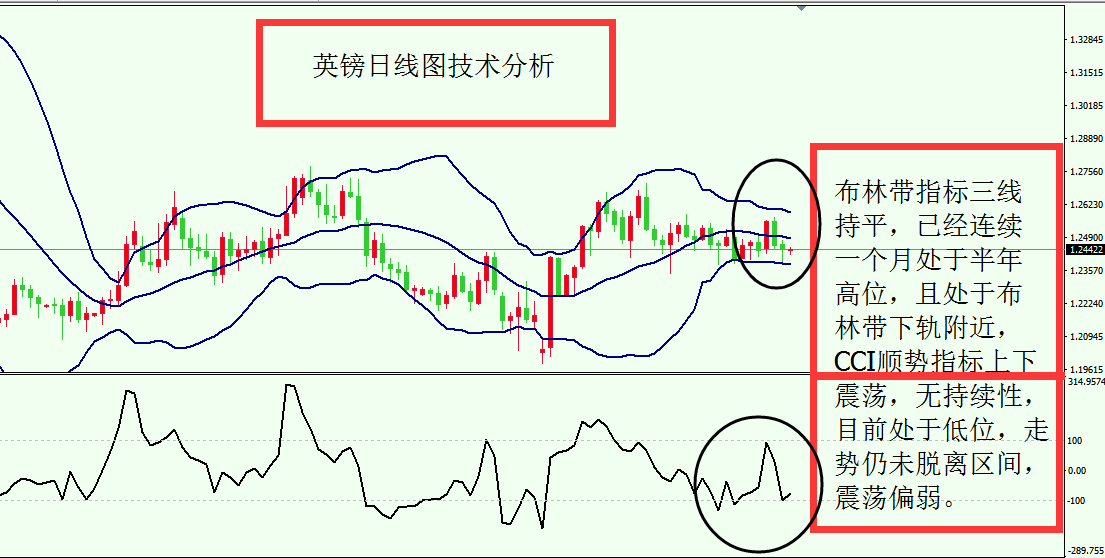 英镑日线图技术分析
1.32845
1.31515
1.30185
1.28890
1.27560
1.26230
1.24900
1.24422
1.23570
1.22240
1.20945
1.19615
布林带指标三线
持平，已经连续
一个月处于半年
高位，且处于布
林带下轨附近，
CCI顺势指标上下
震荡，无持续性，
目前处于低位，走
势仍未脱离区间，
震荡偏弱。
314.9574
100
0.00
-100
-289.755